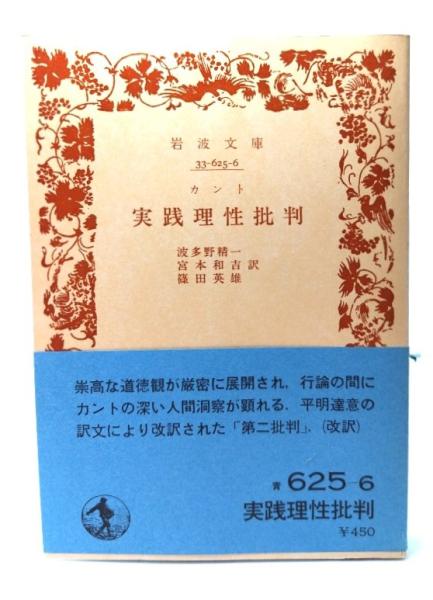 岩波文庫
33-625-6
カント
実践理性批判
波多野精一
宮本和吉訳
篠田英雄
崇高な道徳観が厳密に展開され，行論の間に
カントの深い人間洞察が顕れる．平明達意の
訳文により改訳された「第二批判」．(改訳)
青 625-6
実践理性批判
¥450